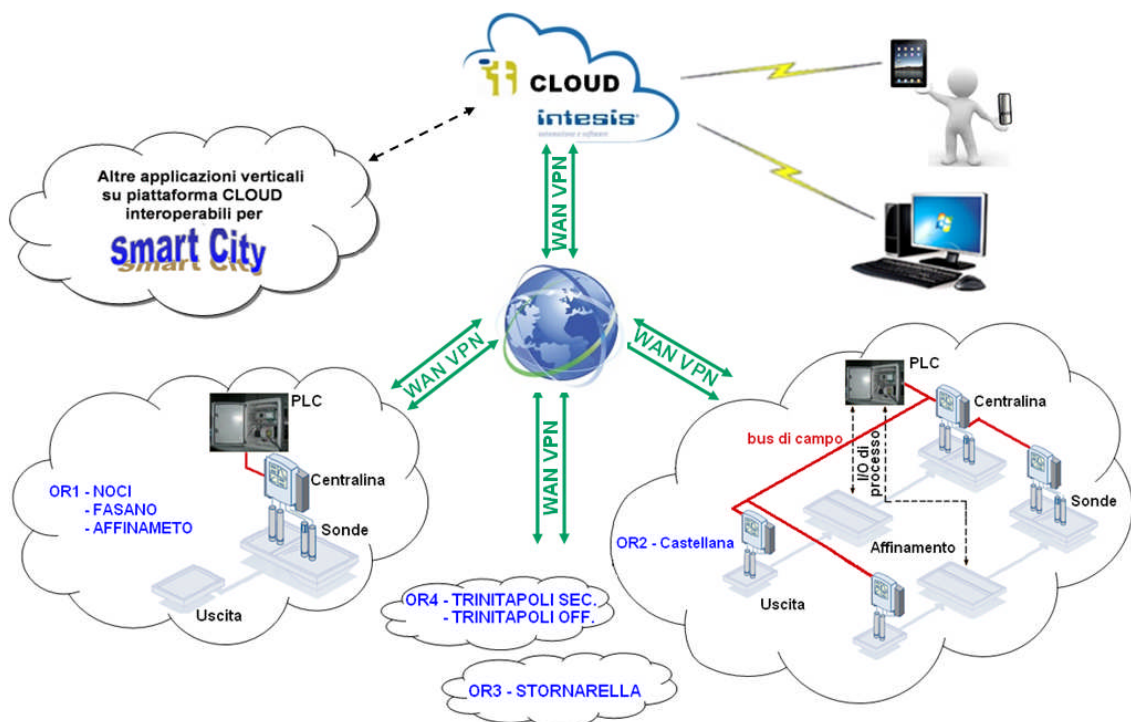 CLOUD
intesis
Altre applicazioni verticali
su piattaforma CLOUD
interoperabili per
Smart City
smart City
WAN VPN
WAN VPN
WAN VPN
WAN VPN
PLC
Centralina
OR1 - NOCI
- FASANO
- AFFINAMETO
Sonde
Uscita
PLC
Centralina
bus di campo
I/O di
processo
Sonde
OR2 - Castellana
Affinamento
Uscita
OR4 - TRINITAPOLI SEC.
- TRINITAPOLI OFF.
OR3 - STORNARELLA